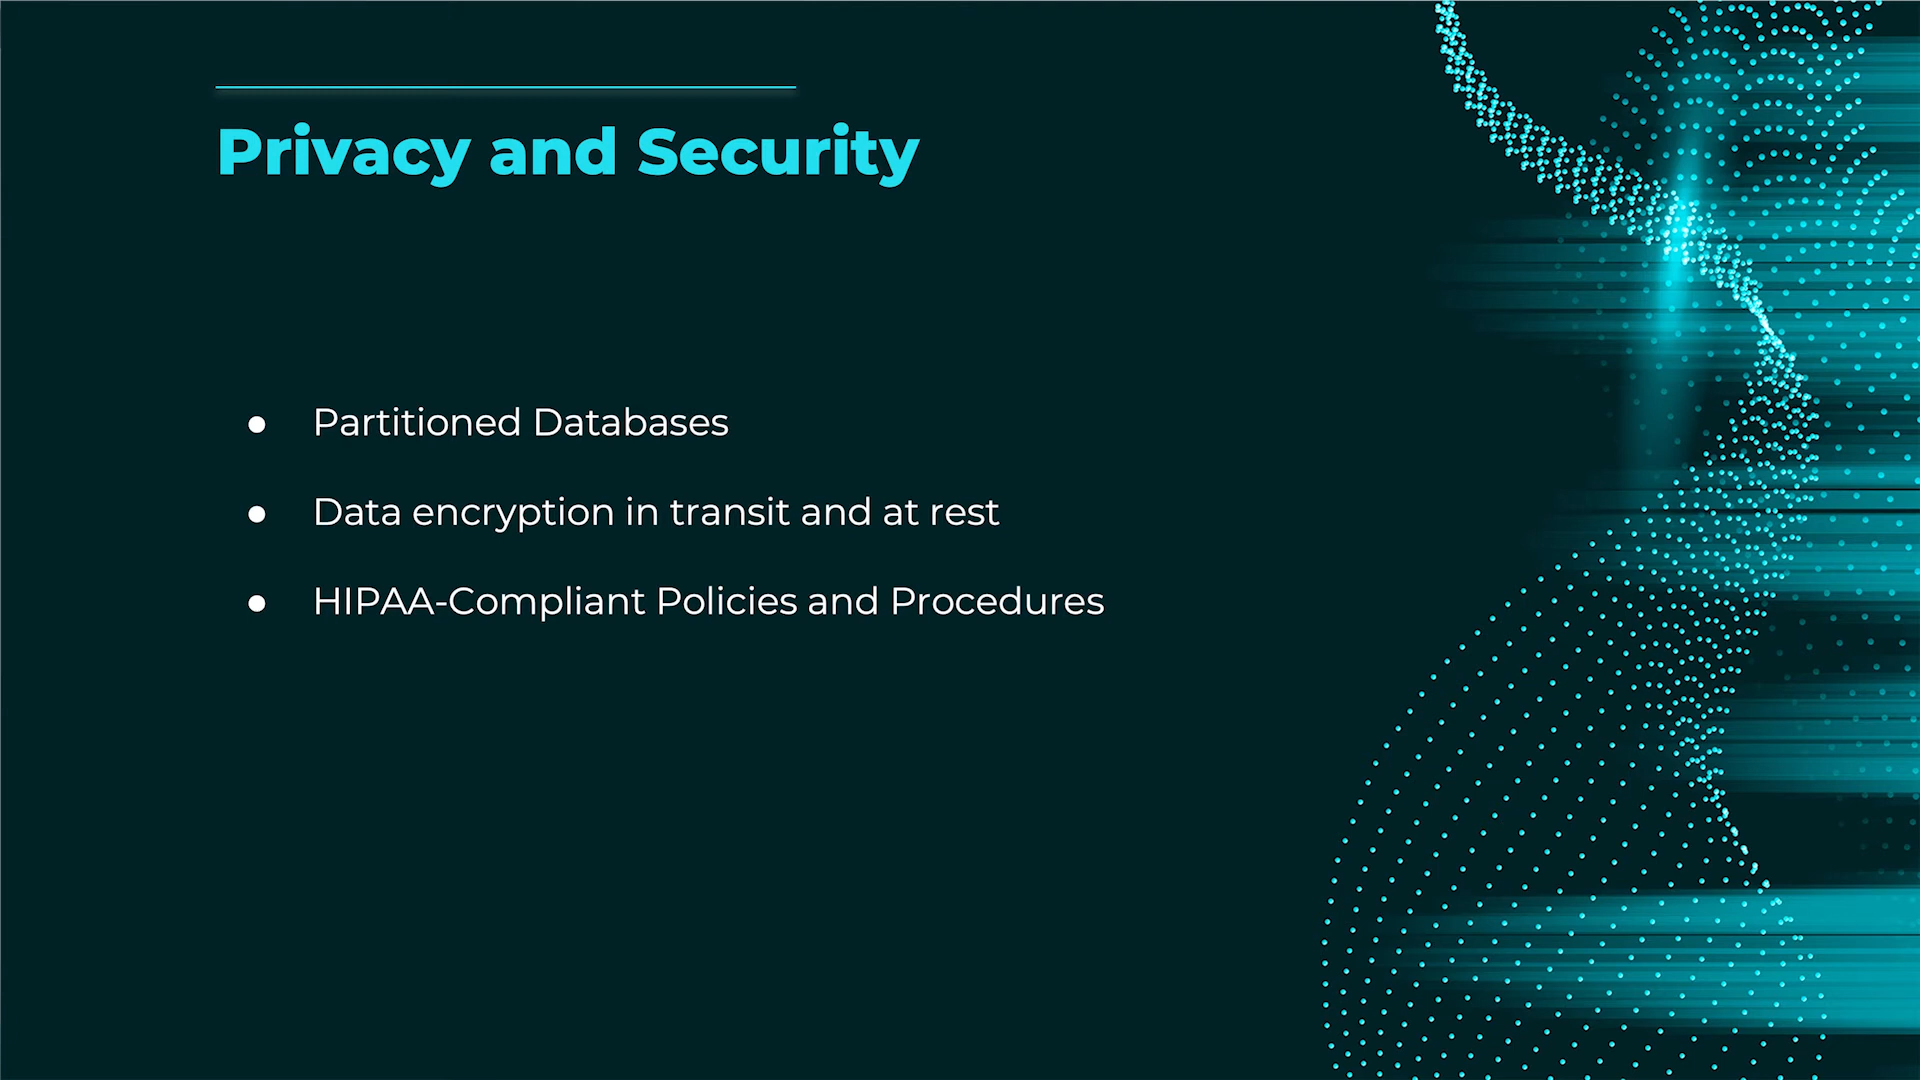 Privacy and Security
● Partitioned Databases
● Data encryption in transit and at rest
● HIPAA-Compliant Policies and Procedures